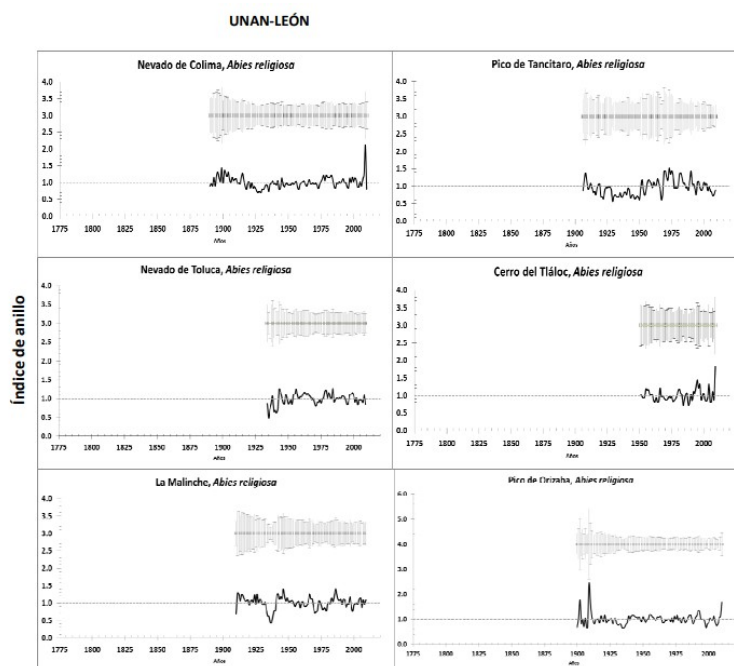 UNAN-LEÓN
Índice de anillo
Nevado de Colima, Abies religiosa
4.0
3.5
3.0
2.5
2.0
1.5
1.0
0.5
0.0
1775 1800 1825 1850 1875 1900 1925 1950 1975 2000
Años
Pico de Tancítaro, Abies religiosa
4.0
3.5
3.0
2.5
2.0
1.5
1.0
0.5
0.0
1775 1800 1825 1850 1875 1900 1925 1950 1975 2000
Años
Nevado de Toluca, Abies religiosa
4.0
3.5
3.0
2.5
2.0
1.5
1.0
0.5
0.0
1775 1800 1825 1850 1875 1900 1925 1950 1975 2000
Años
Cerro del Tláloc, Abies religiosa
4.0
3.5
3.0
2.5
2.0
1.5
1.0
0.5
0.0
1775 1800 1825 1850 1875 1900 1925 1950 1975 2000
Años
La Malinche, Abies religiosa
4.0
3.5
3.0
2.5
2.0
1.5
1.0
0.5
0.0
1775 1800 1825 1850 1875 1900 1925 1950 1975 2000
Años
Pico de Orizaba, Abies religiosa
6.0
5.0
4.0
3.0
2.0
1.0
0.0
1775 1800 1825 1850 1875 1900 1925 1950 1975 2000
Años